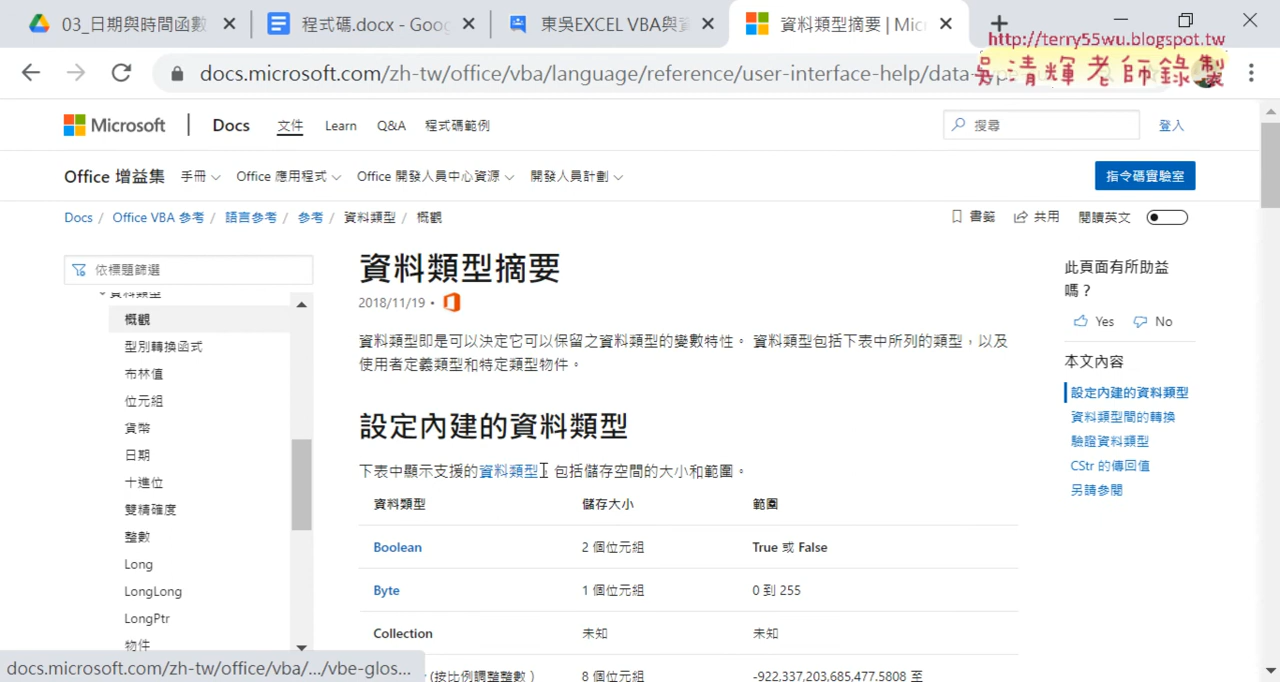 03_日期與時間函數
程式碼.docx - Goog
東吳EXCEL VBA與資
資料類型摘要 | Micr
http://terry55wu.blogspot.tw
docs.microsoft.com/zh-tw/office/vba/language/reference/user-interface-help/data-
吳清輝老師錄製
Microsoft
Docs
文件
Learn
Q&A
程式碼範例
搜尋
登入
Office 增益集
手冊
Office 應用程式
Office 開發人員中心資源
開發人員計劃
指令碼實驗室
Docs / Office VBA 參考 / 語言參考 / 參考 / 資料類型 / 概觀
書籤
共用
閱讀英文
依標題篩選
資料類型
概觀
型別轉換函式
布林值
位元組
貨幣
日期
十進位
雙精確度
整數
Long
LongLong
LongPtr
物件
資料類型摘要
2018/11/19 •
資料類型即是可以決定它可以保留之資料類型的變數特性。 資料類型包括下表中所列的類型，以及
使用者定義類型和特定類型物件。
設定內建的資料類型
下表中顯示支援的資料類型，包括儲存空間的大小和範圍。
資料類型 儲存大小 範圍
Boolean 2 個位元組 True 或 False
Byte 1 個位元組 0 到 255
Collection 未知 未知
(按比例調整整數) 8 個位元組 -922,337,203,685,477.5808 至
此頁面有所助益
嗎？
Yes No
本文內容
設定內建的資料類型
資料類型間的轉換
驗證資料類型
CStr 的傳回值
另請參閱
docs.microsoft.com/zh-tw/office/vba/.../vbe-glos...